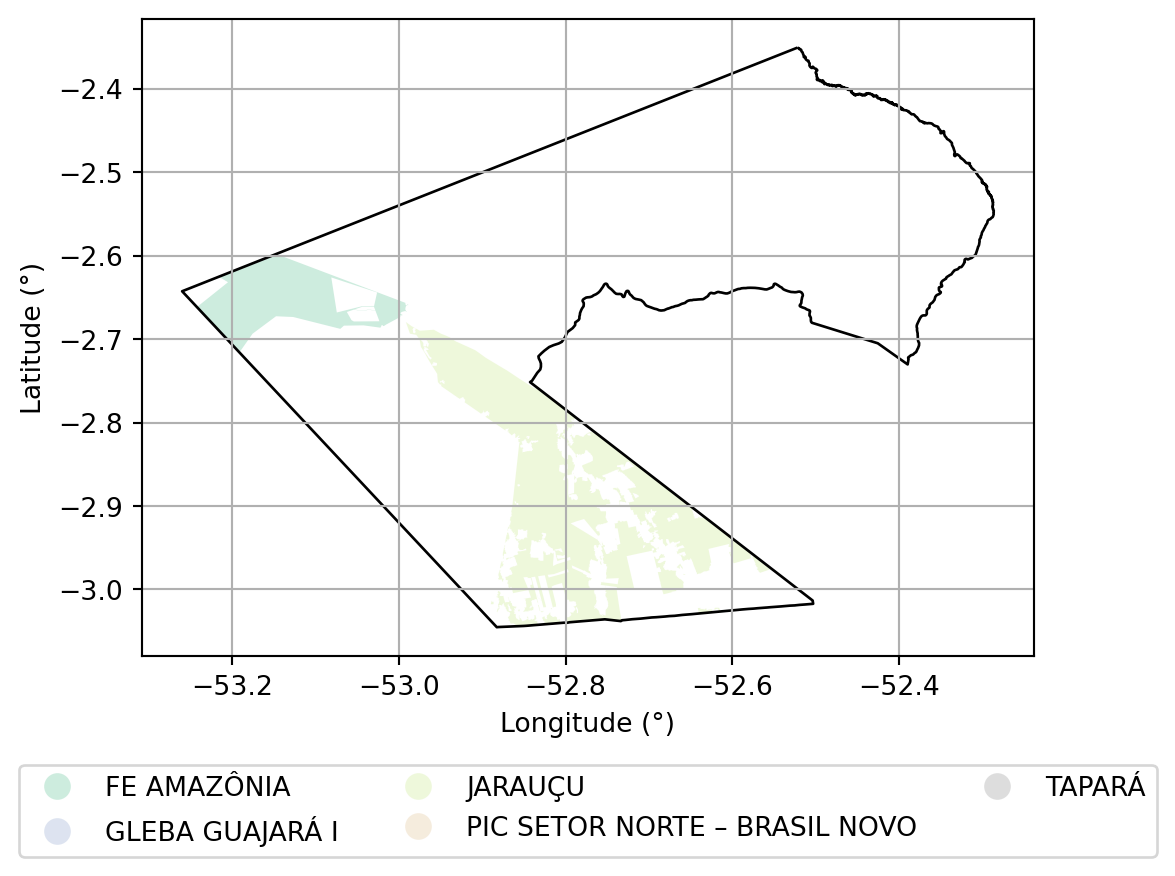 −2.4
−2.5
−2.6
−2.7
−2.8
−2.9
−3.0
Latitude (°)
−53.2 −53.0 −52.8 −52.6 −52.4
Longitude (°)
FE AMAZÔNIA JARAUÇU TAPARÁ
GLEBA GUAJARÁ I PIC SETOR NORTE – BRASIL NOVO